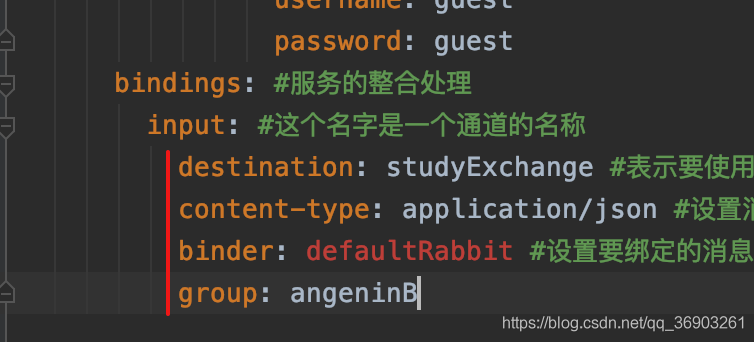 username: guest
password: guest
bindings: #服务的整合处理
input: #这个名字是一个通道的名称
destination: studyExchange #表示要使用
content-type: application/json #设置消
binder: defaultRabbit #设置要绑定的消息
group: angeninB
https://blog.csdn.net/qq_36903261